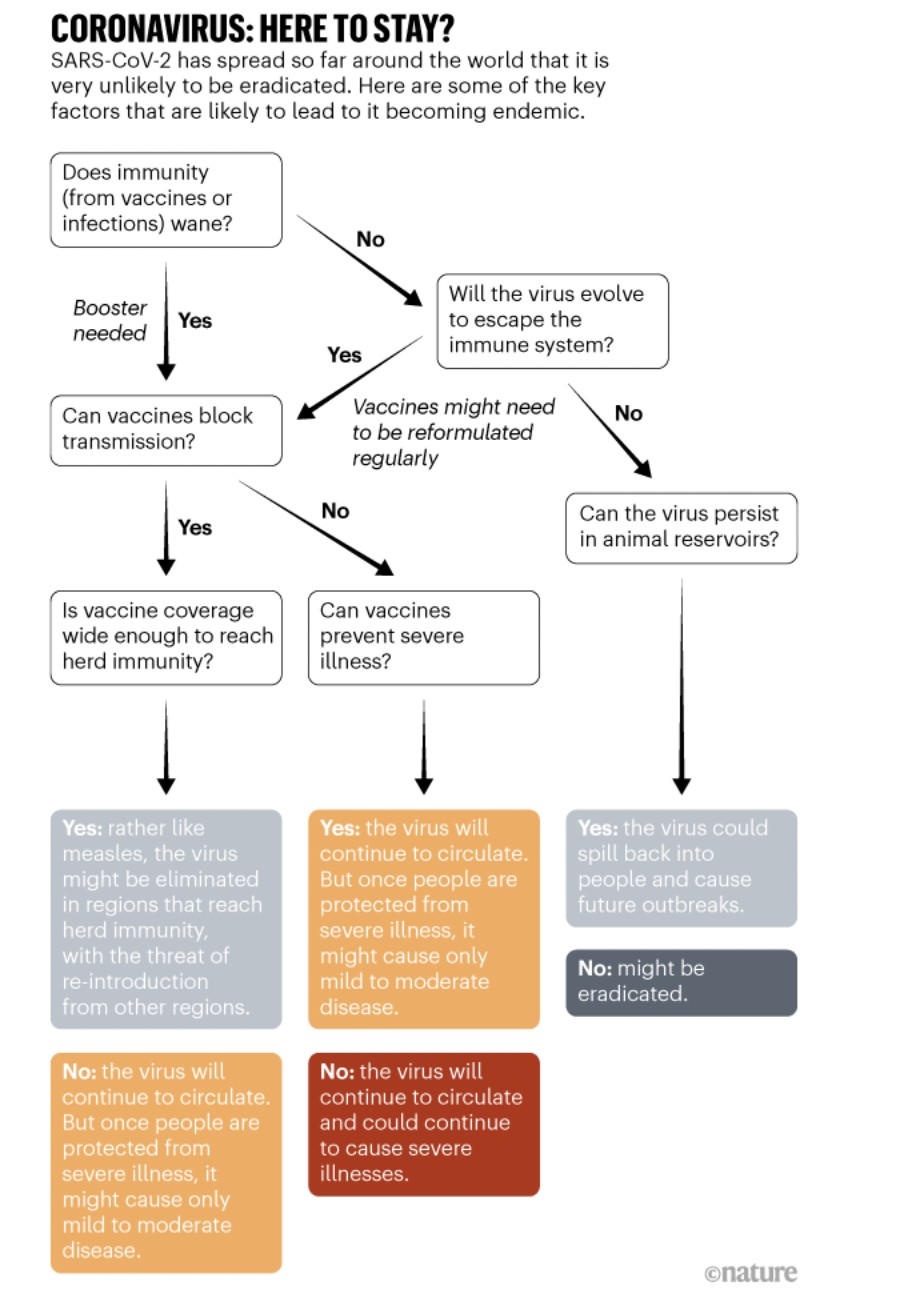 CORONAVIRUS: HERE TO STAY?
SARS-CoV-2 has spread so far around the world that it is
very unlikely to be eradicated. Here are some of the key
factors that are likely to lead to it becoming endemic.
Does immunity
(from vaccines or
infections) wane?
No
Will the virus evolve
to escape the
immune system?
Booster
needed
Yes
Yes
Vaccines might need
to be reformulated
regularly
No
Can vaccines block
transmission?
Yes
No
Can the virus persist
in animal reservoirs?
Is vaccine coverage
wide enough to reach
herd immunity?
Can vaccines
prevent severe
illness?
Yes: rather like
measles, the virus
might be eliminated
in regions that reach
herd immunity,
with the threat of
re-introduction
from other regions.
No: the virus will
continue to circulate.
But once people are
protected from
severe illness, it
might cause only
mild to moderate
disease.
Yes: the virus will
continue to circulate.
But once people are
protected from
severe illness, it
might cause only
mild to moderate
disease.
No: the virus will
continue to circulate
and could continue
to cause severe
illnesses.
Yes: the virus could
spill back into
people and cause
future outbreaks.
No: might be
eradicated.
©nature